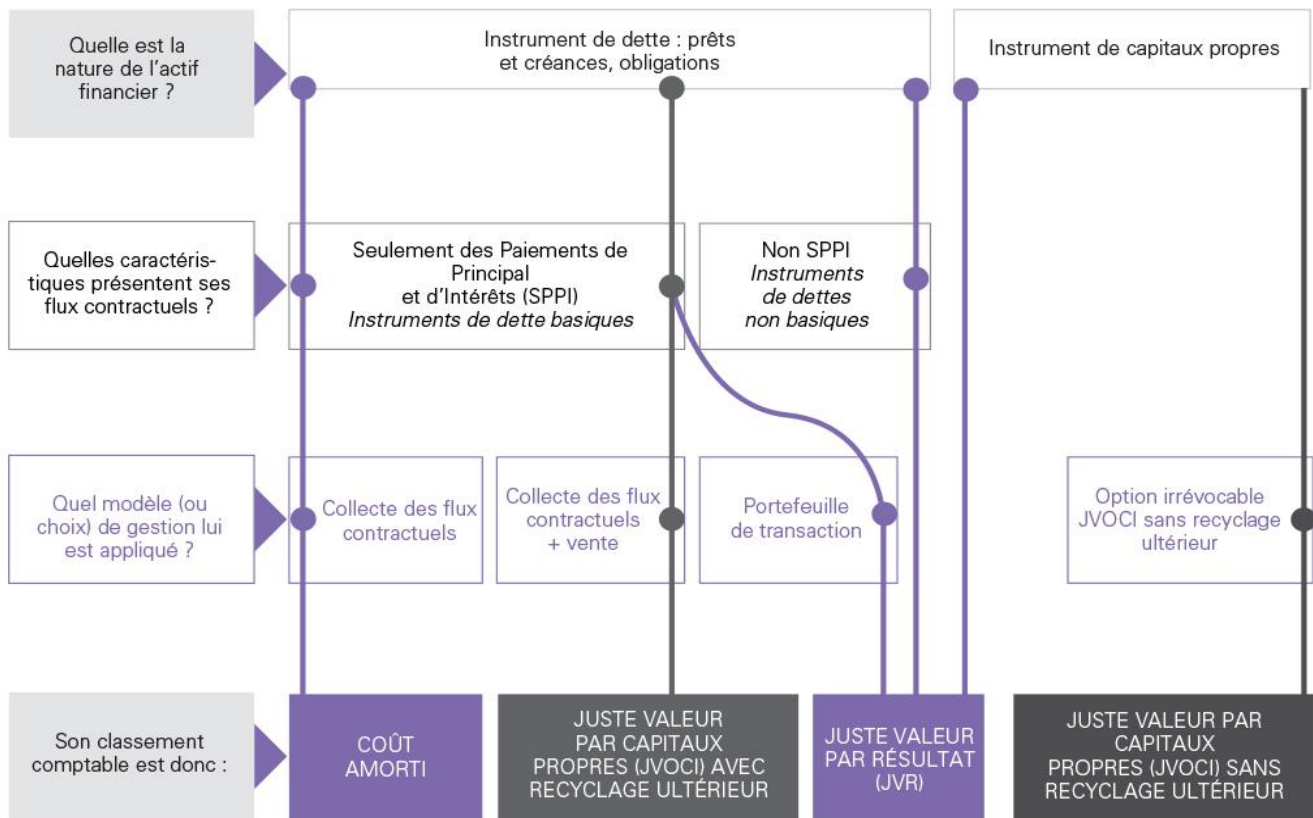 Quelle est la
nature de l'actif
financier ?
Instrument de dette : prêts
et créances, obligations
Instrument de capitaux propres
Quelles caractéris-
tiques présentent ses
flux contractuels ?
Seulement des Paiements de
Principal
et d'Intérêts (SPPI)
Instruments de dette basiques
Non SPPI
Instruments
de dettes
non basiques
Quel modèle (ou
choix) de gestion lui
est appliqué ?
Collecte des flux
contractuels
Collecte des flux
contractuels
+ vente
Portefeuille
de transaction
Option irrévocable
JVOCI sans recyclage
ultérieur
Son classement
comptable est donc :
COÛT
AMORTI
JUSTE VALEUR
PAR CAPITAUX
PROPRES (JVOCI) AVEC
RECYCLAGE ULTÉRIEUR
JUSTE VALEUR
PAR RÉSULTAT
(JVR)
JUSTE VALEUR PAR
CAPITAUX
PROPRES (JVOCI) SANS
RECYCLAGE ULTÉRIEUR